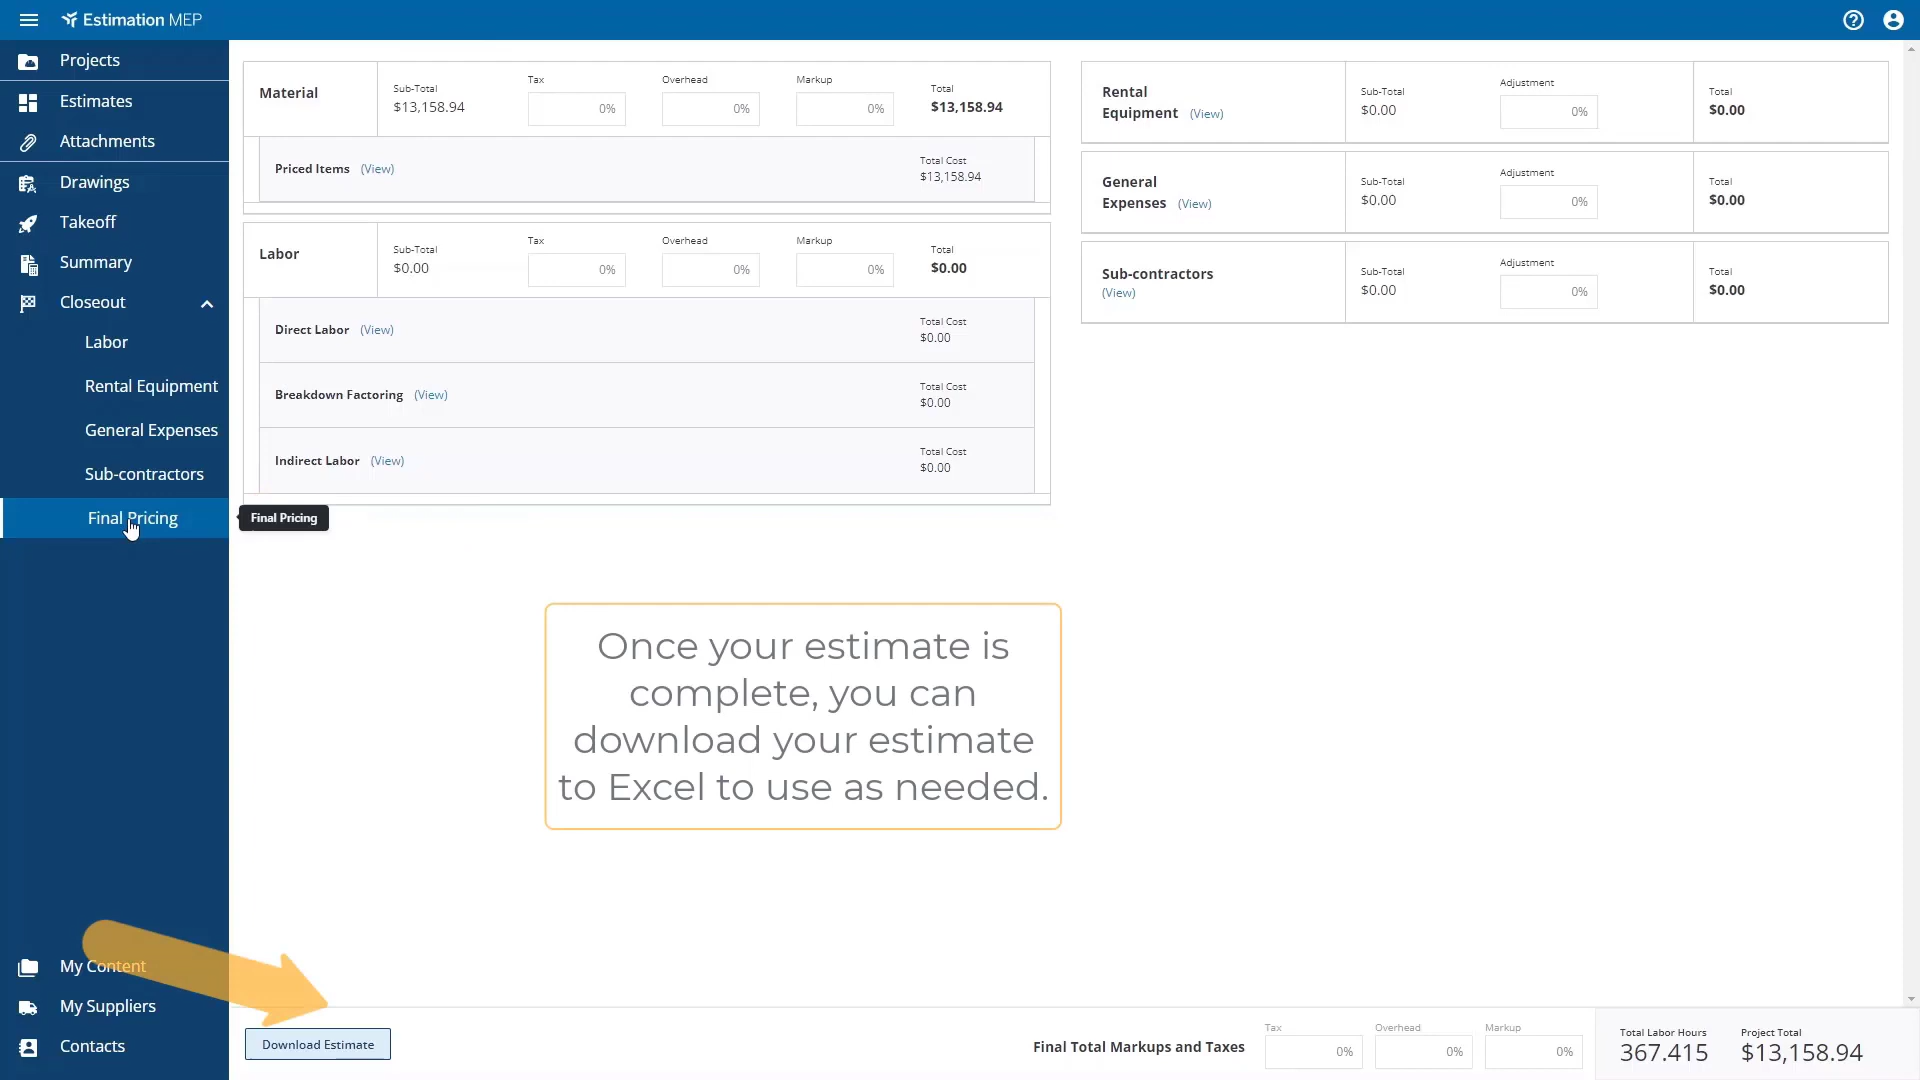 Estimation MEP
Projects
Estimates
Attachments
Drawings
Takeoff
Summary
Closeout
Labor
Rental Equipment
General Expenses
Sub-contractors
Final Pricing
My Content
My Suppliers
Contacts
Final Pricing
Material
Sub-Total
$13,158.94
Tax
0%
Overhead
0%
Markup
0%
Total
$13,158.94
Priced Items (View)
Total Cost
$13,158.94
Labor
Sub-Total
$0.00
Tax
0%
Overhead
0%
Markup
0%
Total
$0.00
Direct Labor (View)
Total Cost
$0.00
Breakdown Factoring (View)
Total Cost
$0.00
Indirect Labor (View)
Total Cost
$0.00
Rental
Equipment (View)
Sub-Total
$0.00
Adjustment
0%
Total
$0.00
General
Expenses (View)
Sub-Total
$0.00
Adjustment
0%
Total
$0.00
Sub-contractors
(View)
Sub-Total
$0.00
Adjustment
0%
Total
$0.00
Once your estimate is
complete, you can
download your estimate
to Excel to use as needed.
Download Estimate
Final Total Markups and Taxes
Tax
0%
Overhead
0%
Markup
0%
Total Labor Hours
367.415
Project Total
$13,158.94